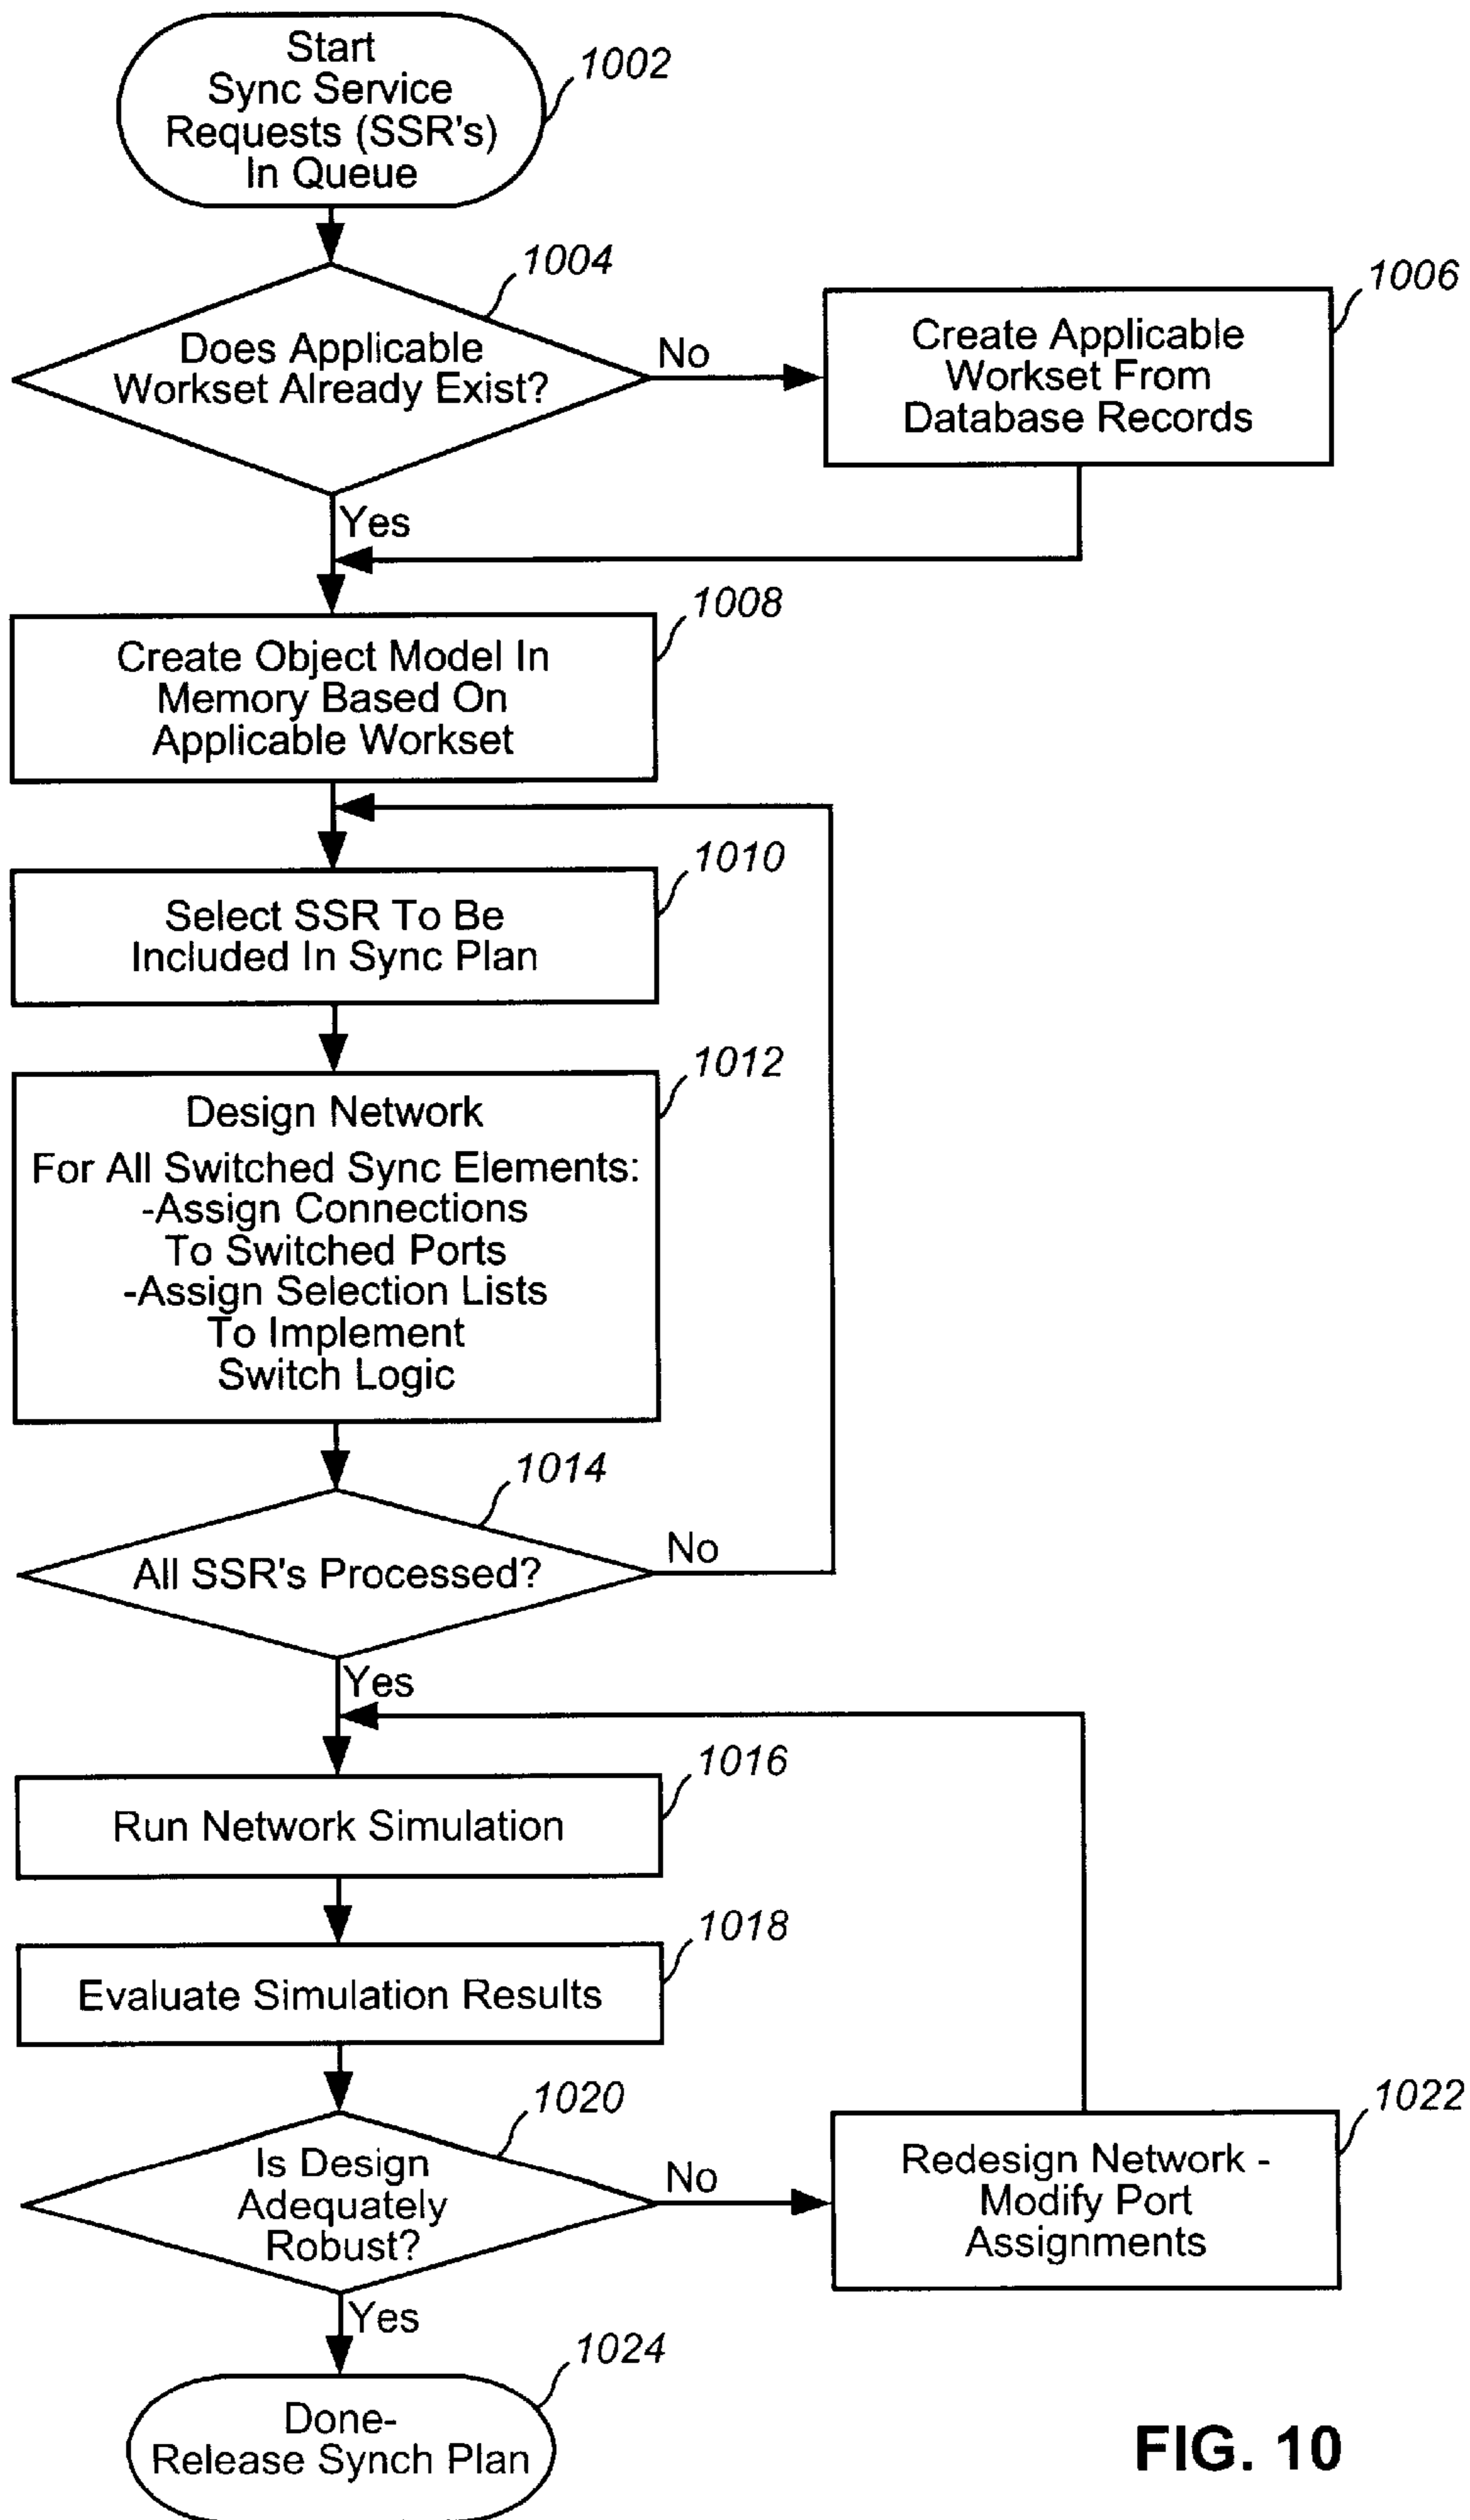 Start
Sync Service
Requests (SSR's)
In Queue
1002
1004
Does Applicable
Workset Already Exist?
No
1006
Create Applicable
Workset From
Database Records
Yes
1008
Create Object Model In
Memory Based On
Applicable Workset
1010
Select SSR To Be
Included In Sync Plan
1012
Design Network
For All Switched Sync Elements:
-Assign Connections
To Switched Ports
-Assign Selection Lists
To Implement
Switch Logic
1014
All SSR's Processed?
No
Yes
1016
Run Network Simulation
1018
Evaluate Simulation Results
1020
Is Design
Adequately
Robust?
No
1022
Redesign Network -
Modify Port
Assignments
Yes
1024
Done-
Release Synch Plan
FIG. 10